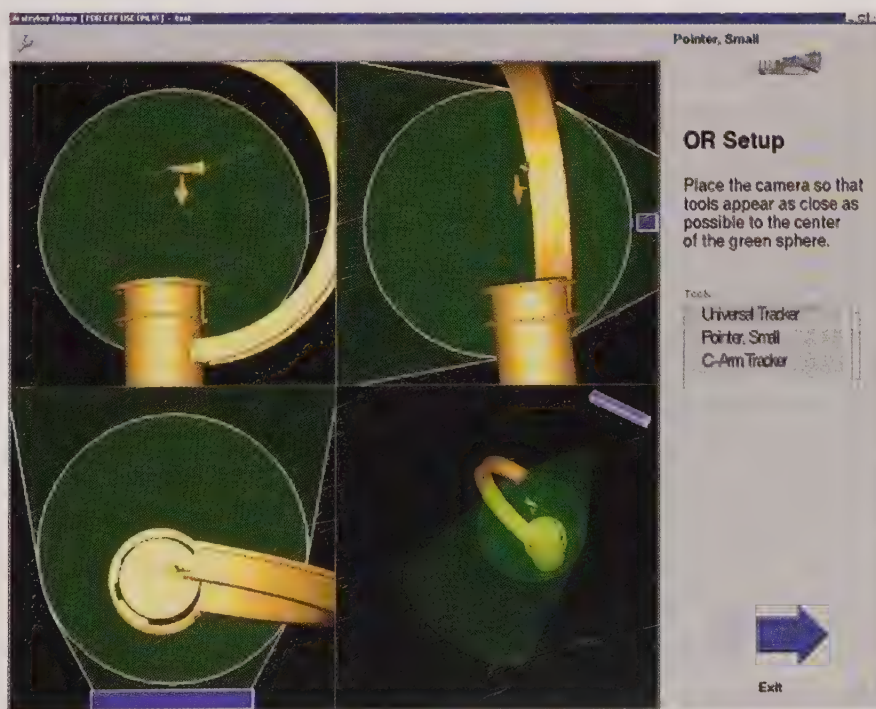 Pointer, Small
OR Setup
Place the camera so that
tools appear as close as
possible to the center
of the green sphere.
Tools
Universal Tracker
Pointer, Small
C-Arm Tracker
Exit